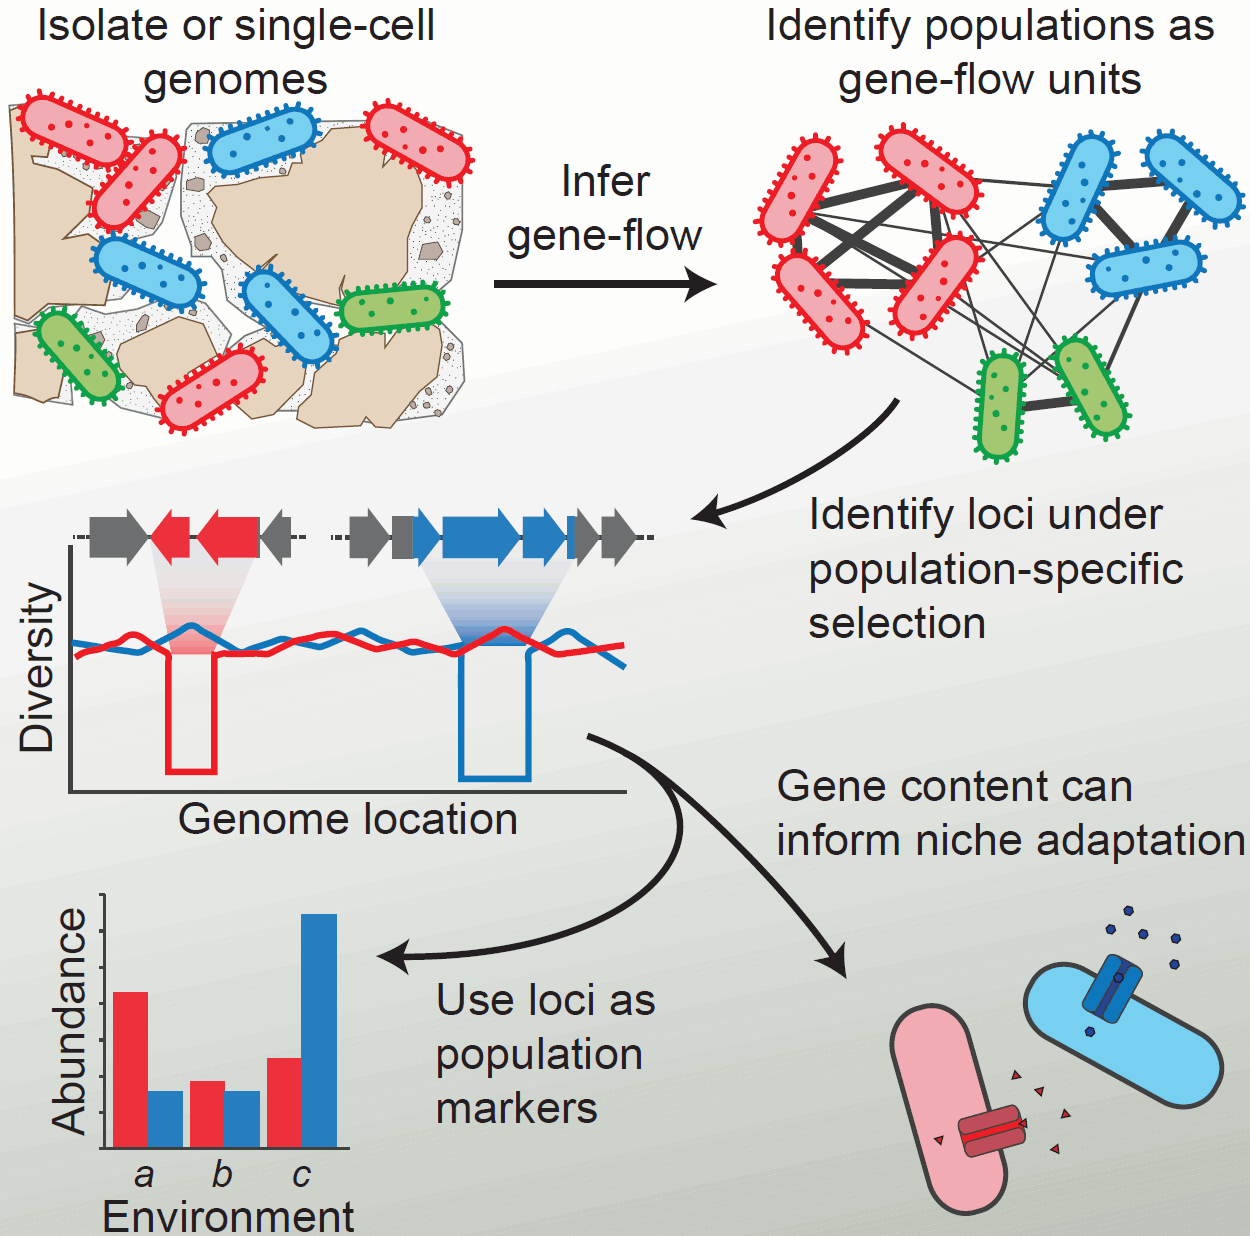 Isolate or single-cell
genomes
Identify populations as
gene-flow units
Infer
gene-flow
Identify loci under
population-specific
selection
Diversity
Genome location
Gene content can
inform niche adaptation
Use loci as
population
markers
Abundance
a b c
Environment